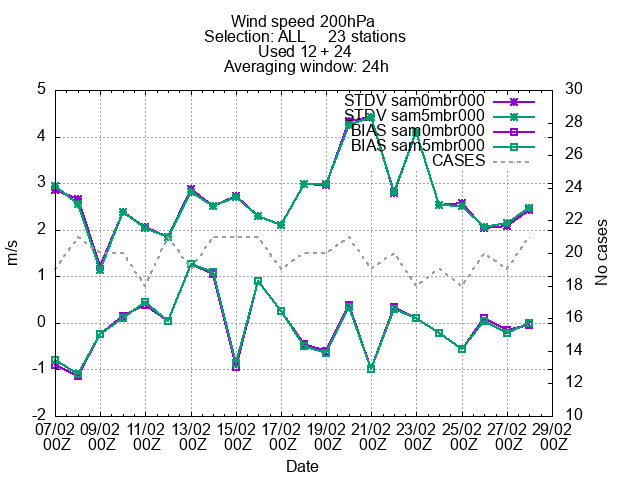 Wind speed 200hPa
Selection: ALL 23 stations
Used 12 + 24
Averaging window: 24h
STDV sam0mbr000
STDV sam5mbr000
BIAS sam0mbr000
BIAS sam5mbr000
CASES
5
4
3
2
1
0
-1
-2
m/s
30
28
26
24
22
20
18
16
14
12
10
No cases
07/02 09/02 11/02 13/02 15/02 17/02 19/02 21/02 23/02 25/02 27/02 29/02
00Z 00Z 00Z 00Z 00Z 00Z 00Z 00Z 00Z 00Z 00Z 00Z
Date